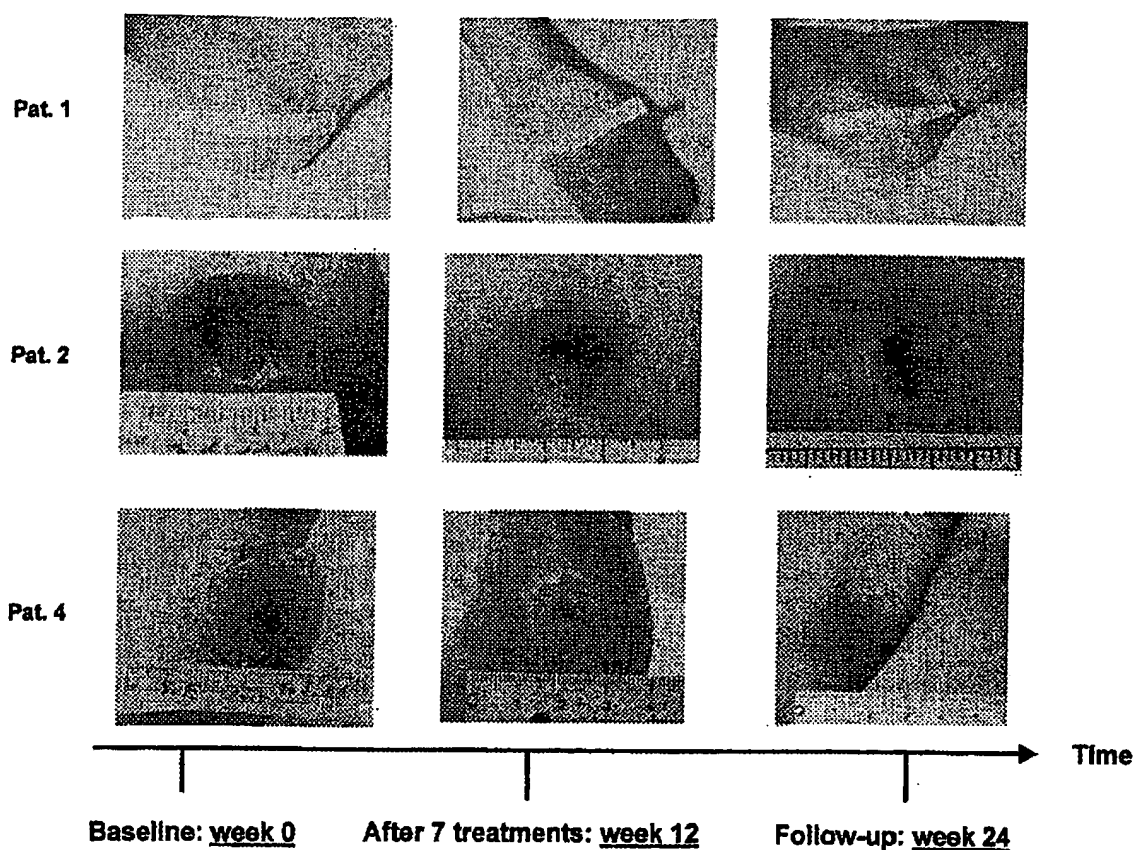 Pat. 1
Pat. 2
Pat. 4
Time
Baseline: week 0
After 7 treatments: week 12
Follow-up: week 24